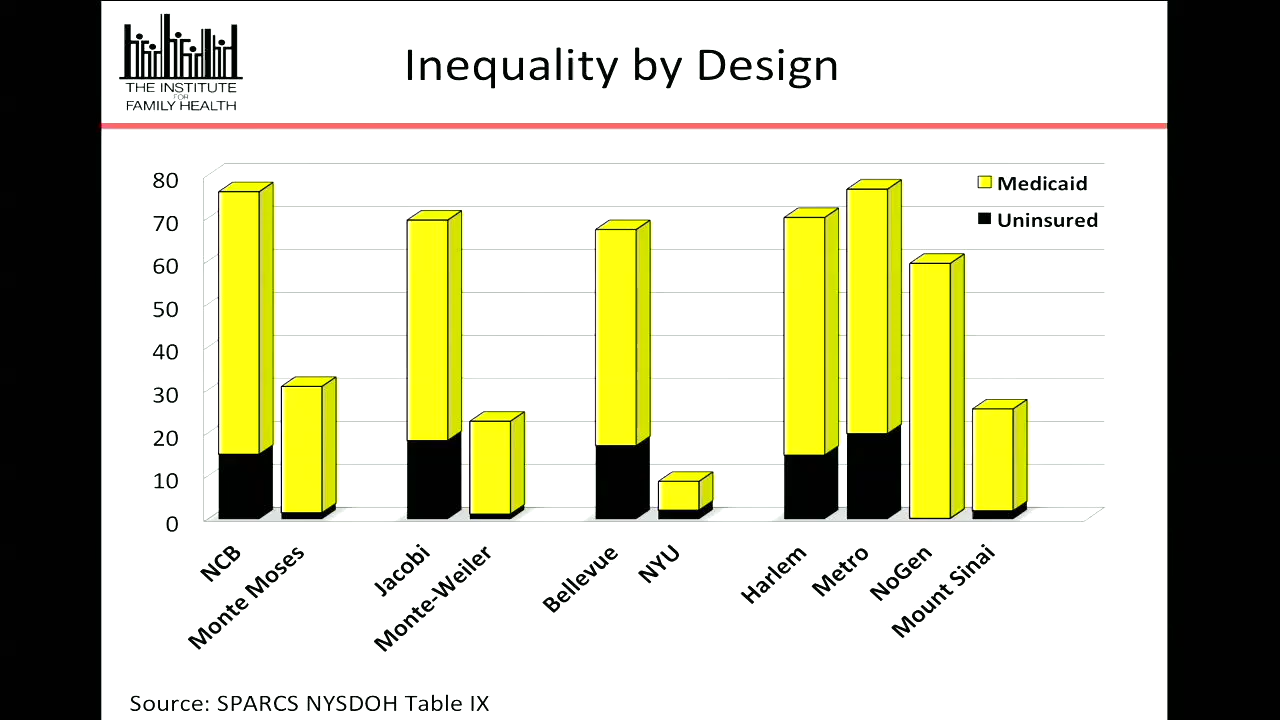 THE INSTITUTE
FOR
FAMILY HEALTH
Inequality by Design
80
70
60
50
40
30
20
10
0
Medicaid
Uninsured
NCB
Monte Moses
Jacobi
Monte-Weiler
Bellevue
NYU
Harlem
Metro
NoGen
Mount Sinai
Source: SPARCS NYSDOH Table IX